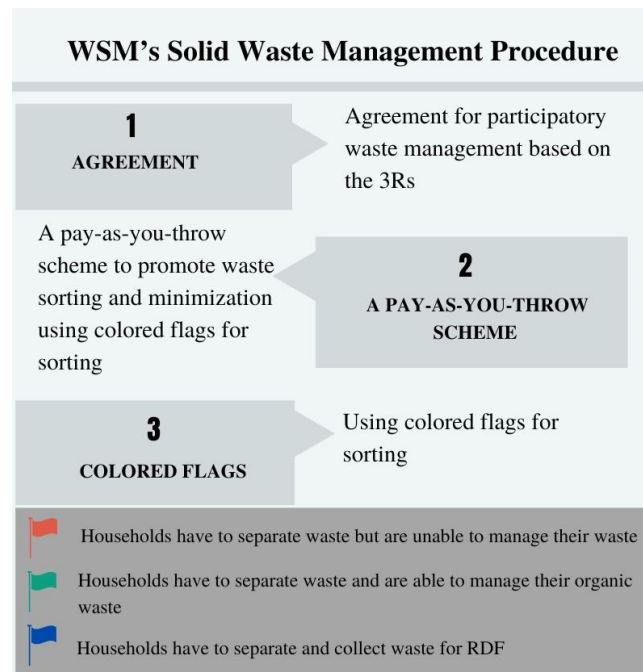 WSM's Solid Waste Management Procedure
1
AGREEMENT
Agreement for participatory
waste management based on
the 3Rs
A pay-as-you-throw
scheme to promote waste
sorting and minimization
using colored flags for
sorting
2
A PAY-AS-YOU-THROW
SCHEME
3
COLORED FLAGS
Using colored flags for
sorting
Households have to separate waste but are unable to manage their waste
Households have to separate waste and are able to manage their organic
waste
Households have to separate and collect waste for RDF